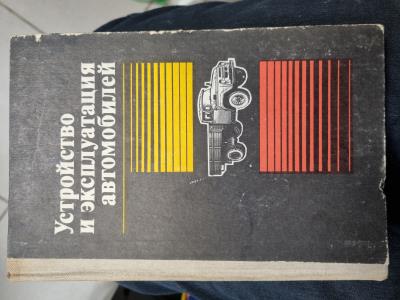 Устройство
и эксплуатация
автомобилей